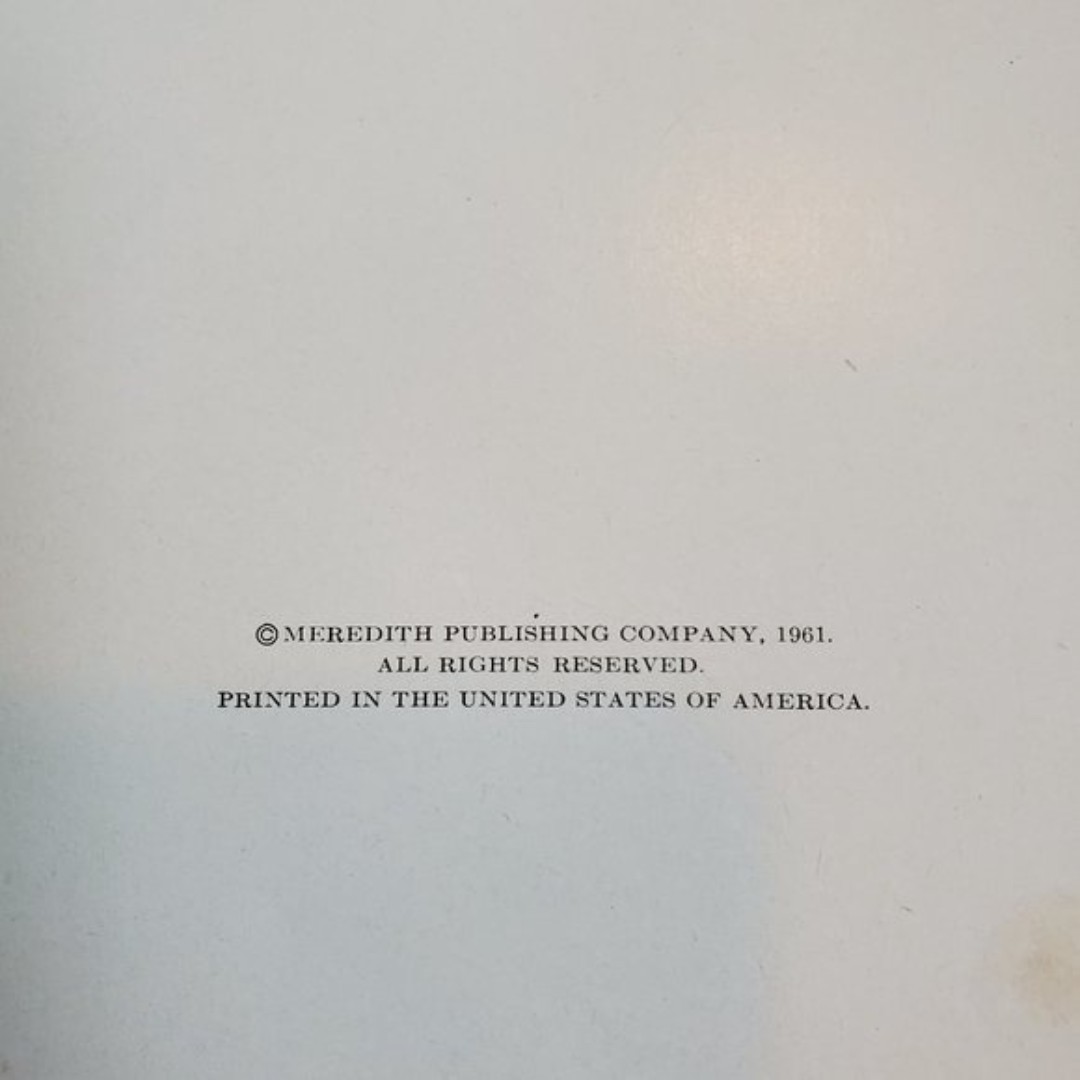 ©MEREDITH PUBLISHING COMPANY, 1961.
ALL RIGHTS RESERVED.
PRINTED IN THE UNITED STATES OF AMERICA.